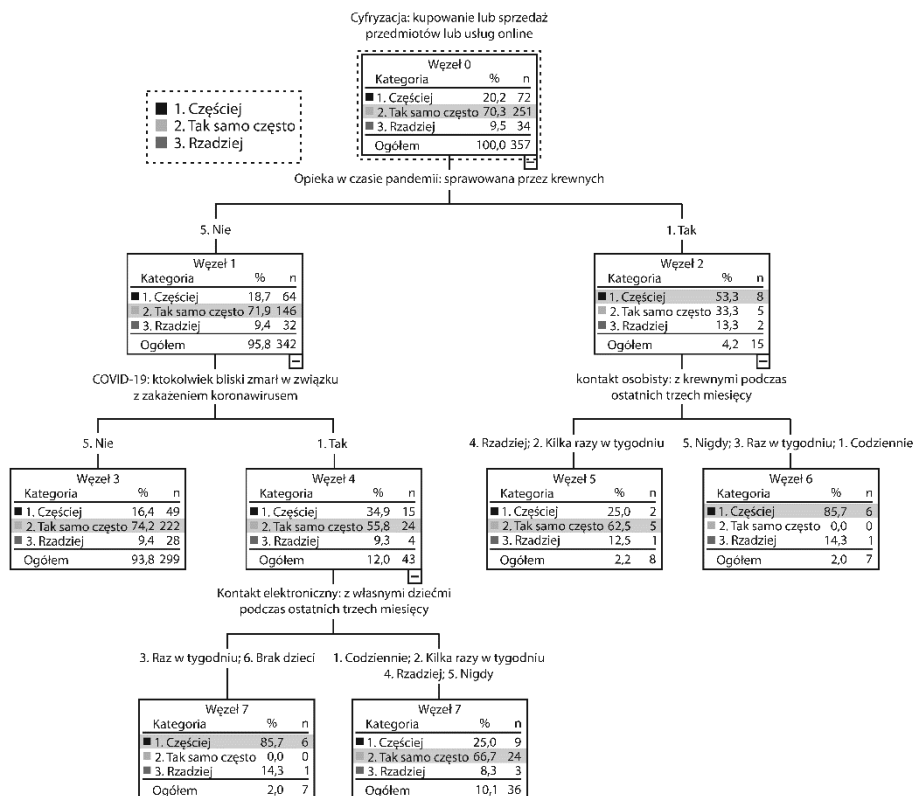 Cyfryzacja: kupowanie lub sprzedaż
przedmiotów lub usług online
1. Częściej
2. Tak samo często
3. Rzadziej
Węzeł 0
Kategoria % n
1. Częściej 20,2 72
2. Tak samo często 70,3 251
3. Rzadziej 9,5 34
Ogółem 100,0 357
Opieka w czasie pandemii: sprawowana przez krewnych
5. Nie
1. Tak
Węzeł 1
Kategoria % n
1. Częściej 18,7 64
2. Tak samo często 71,9 146
3. Rzadziej 9,4 32
Ogółem 95,8 342
Węzeł 2
Kategoria % n
1. Częściej 53,3 8
2. Tak samo często 33,3 5
3. Rzadziej 13,3 2
Ogółem 4,2 15
COVID-19: ktokolwiek bliski zmarł w związku
z zakażeniem koronawirusem
kontakt osobisty: z krewnymi podczas
ostatnich trzech miesięcy
5. Nie
1. Tak
4. Rzadziej; 2. Kilka razy w tygodniu
5. Nigdy; 3. Raz w tygodniu; 1. Codziennie
Węzeł 3
Kategoria % n
1. Częściej 16,4 49
2. Tak samo często 74,2 222
3. Rzadziej 9,4 28
Ogółem 93,8 299
Węzeł 4
Kategoria % n
1. Częściej 34,9 15
2. Tak samo często 55,8 24
3. Rzadziej 9,3 4
Ogółem 12,0 43
Węzeł 5
Kategoria % n
1. Częściej 25,0 2
2. Tak samo często 62,5 5
3. Rzadziej 12,5 1
Ogółem 2,2 8
Węzeł 6
Kategoria % n
1. Częściej 85,7 6
2. Tak samo często 0,0 0
3. Rzadziej 14,3 1
Ogółem 2,0 7
Kontakt elektroniczny: z własnymi dziećmi
podczas ostatnich trzech miesięcy
3. Raz w tygodniu; 6. Brak dzieci
1. Codziennie; 2. Kilka razy w tygodniu
4. Rzadziej; 5. Nigdy
Węzeł 7
Kategoria % n
1. Częściej 85,7 6
2. Tak samo często 0,0 0
3. Rzadziej 14,3 1
Ogółem 2,0 7
Węzeł 7
Kategoria % n
1. Częściej 25,0 9
2. Tak samo często 66,7 24
3. Rzadziej 8,3 3
Ogółem 10,1 36